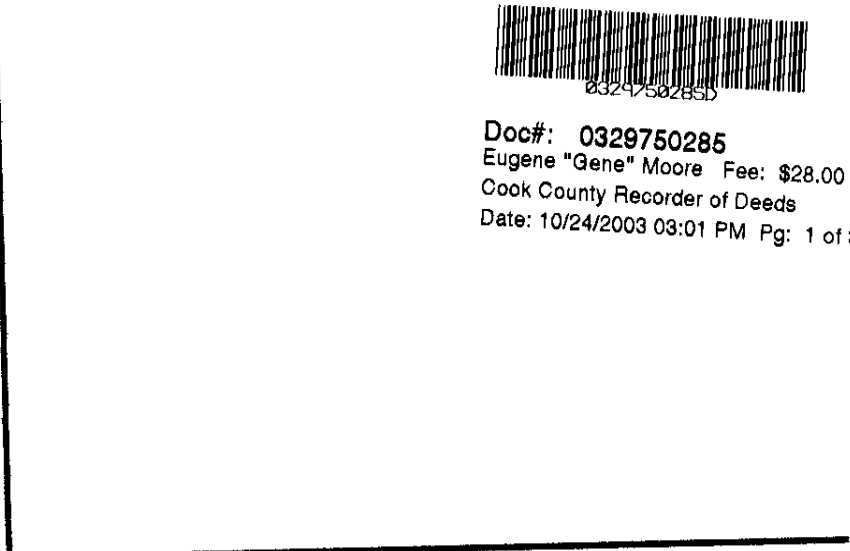 0329750285D
Doc#: 0329750285
Eugene "Gene" Moore Fee: $28.00
Cook County Recorder of Deeds
Date: 10/24/2003 03:01 PM Pg: 1 of